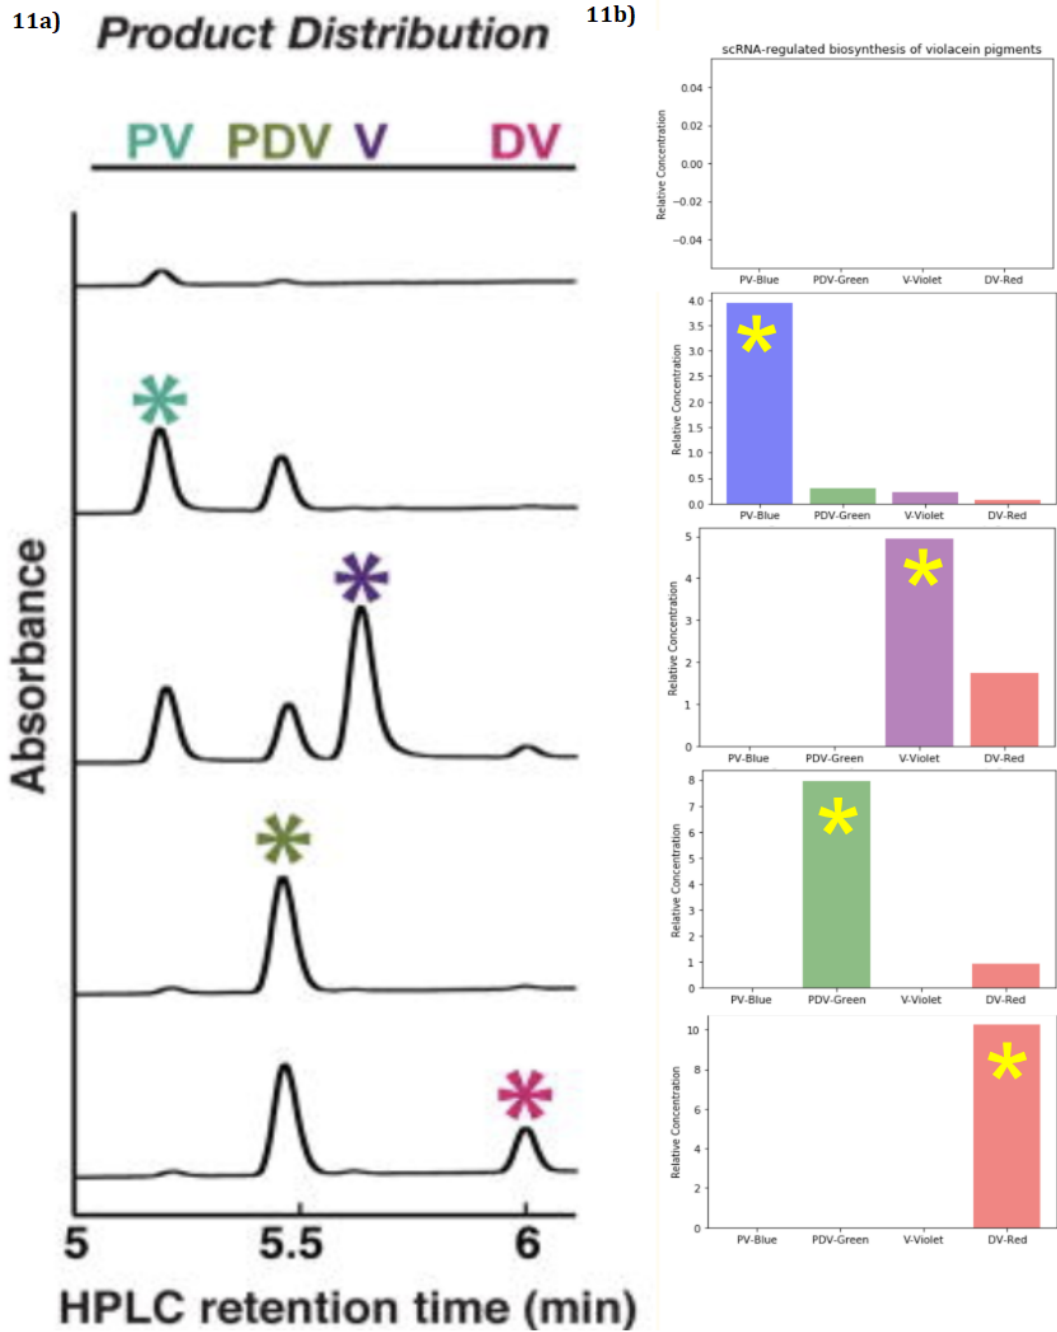 11a)
Product Distribution
PV PDV V DV
Absorbance
5 5.5 6
HPLC retention time (min)
11b)
scRNA-regulated biosynthesis of violacein pigments
Relative Concentration
0.04
0.02
0.00
−0.02
−0.04
PV-Blue PDV-Green V-Violet DV-Red
Relative Concentration
4.0
3.5
3.0
2.5
2.0
1.5
1.0
0.5
0.0
PV-Blue PDV-Green V-Violet DV-Red
Relative Concentration
5
4
3
2
1
0
PV-Blue PDV-Green V-Violet DV-Red
Relative Concentration
8
7
6
5
4
3
2
1
0
PV-Blue PDV-Green V-Violet DV-Red
Relative Concentration
10
8
6
4
2
0
PV-Blue PDV-Green V-Violet DV-Red